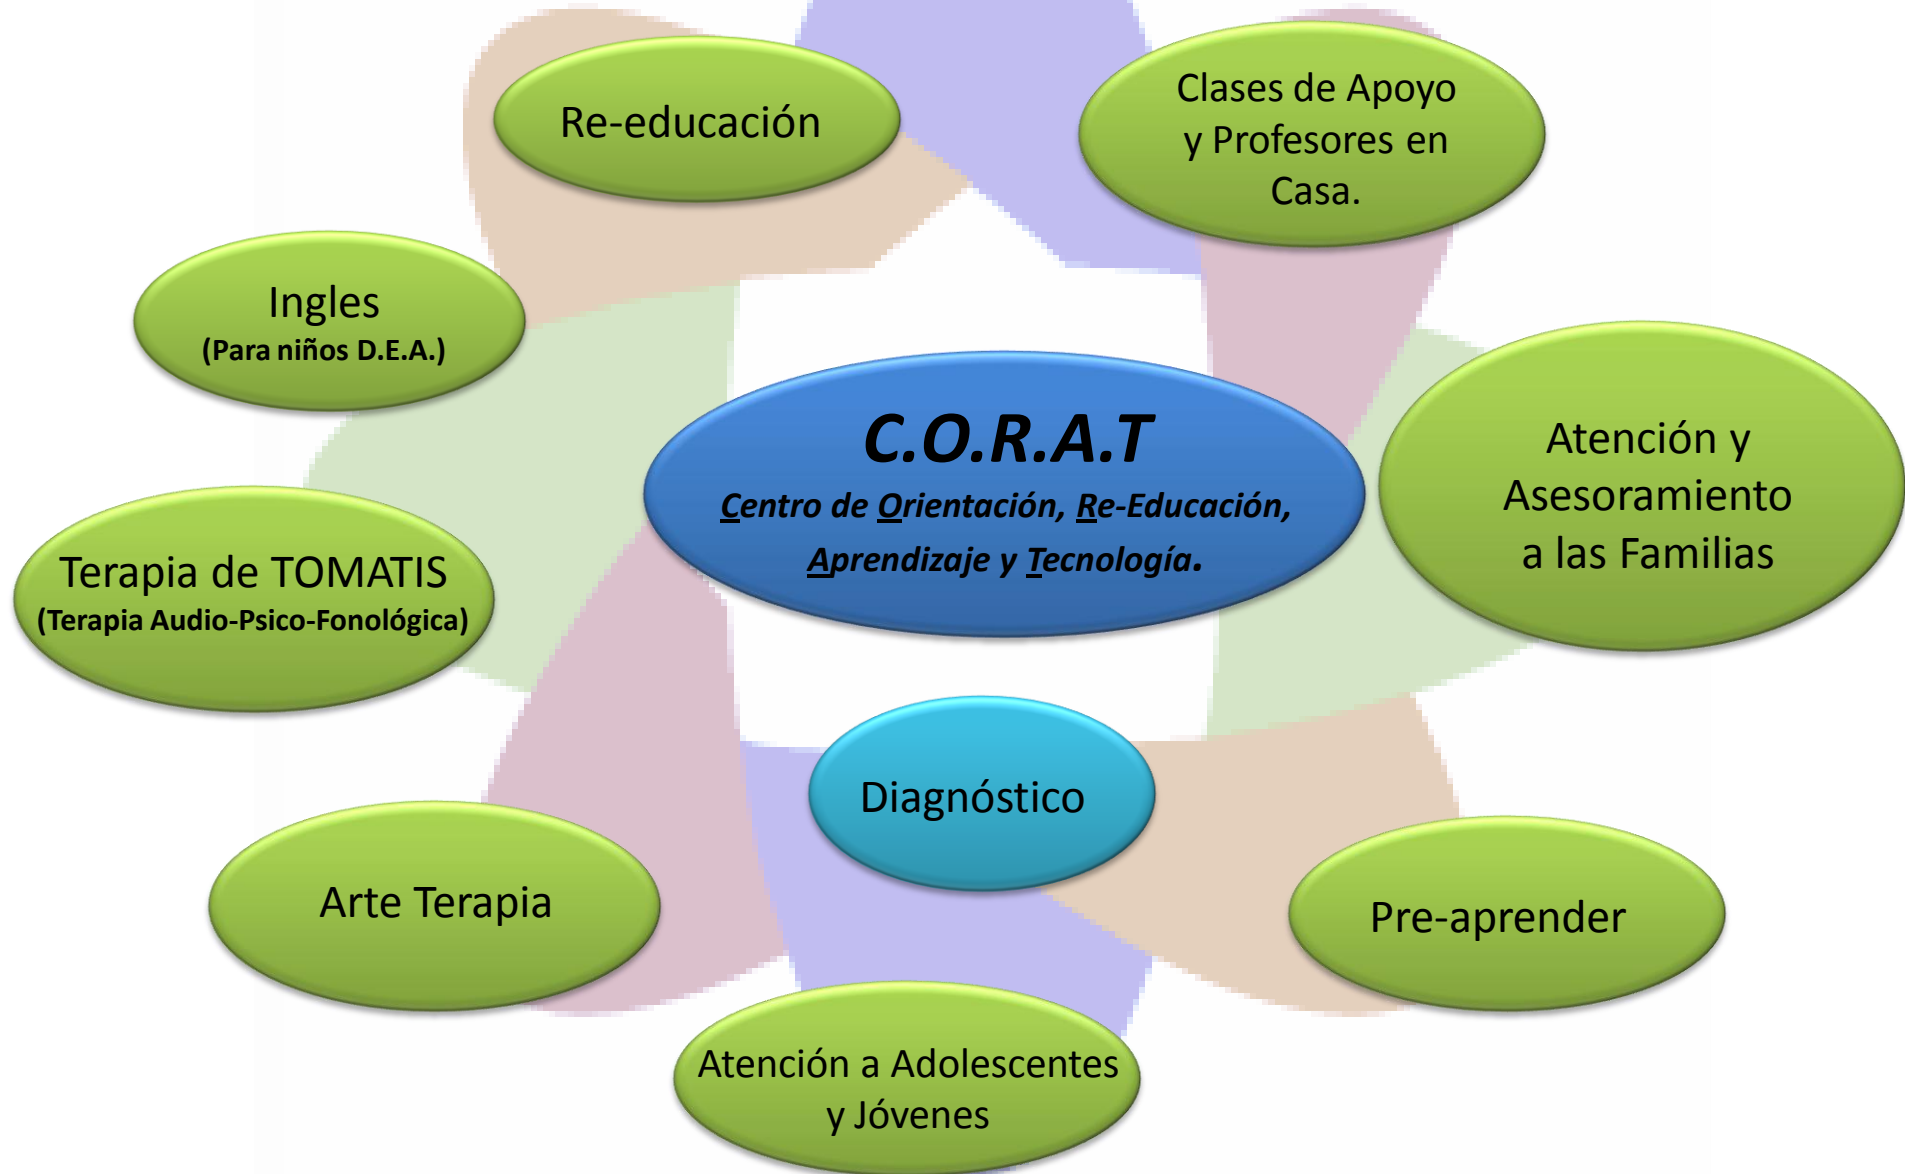 Re-educación
Clases de Apoyo
y Profesores en
Casa.
Ingles
(Para niños D.E.A.)
C.O.R.A.T
Centro de Orientación, Re-Educación,
Aprendizaje y Tecnología.
Atención y
Asesoramiento
a las Familias
Terapia de TOMATIS
(Terapia Audio-Psico-Fonológica)
Diagnóstico
Arte Terapia
Pre-aprender
Atención a Adolescentes
y Jóvenes